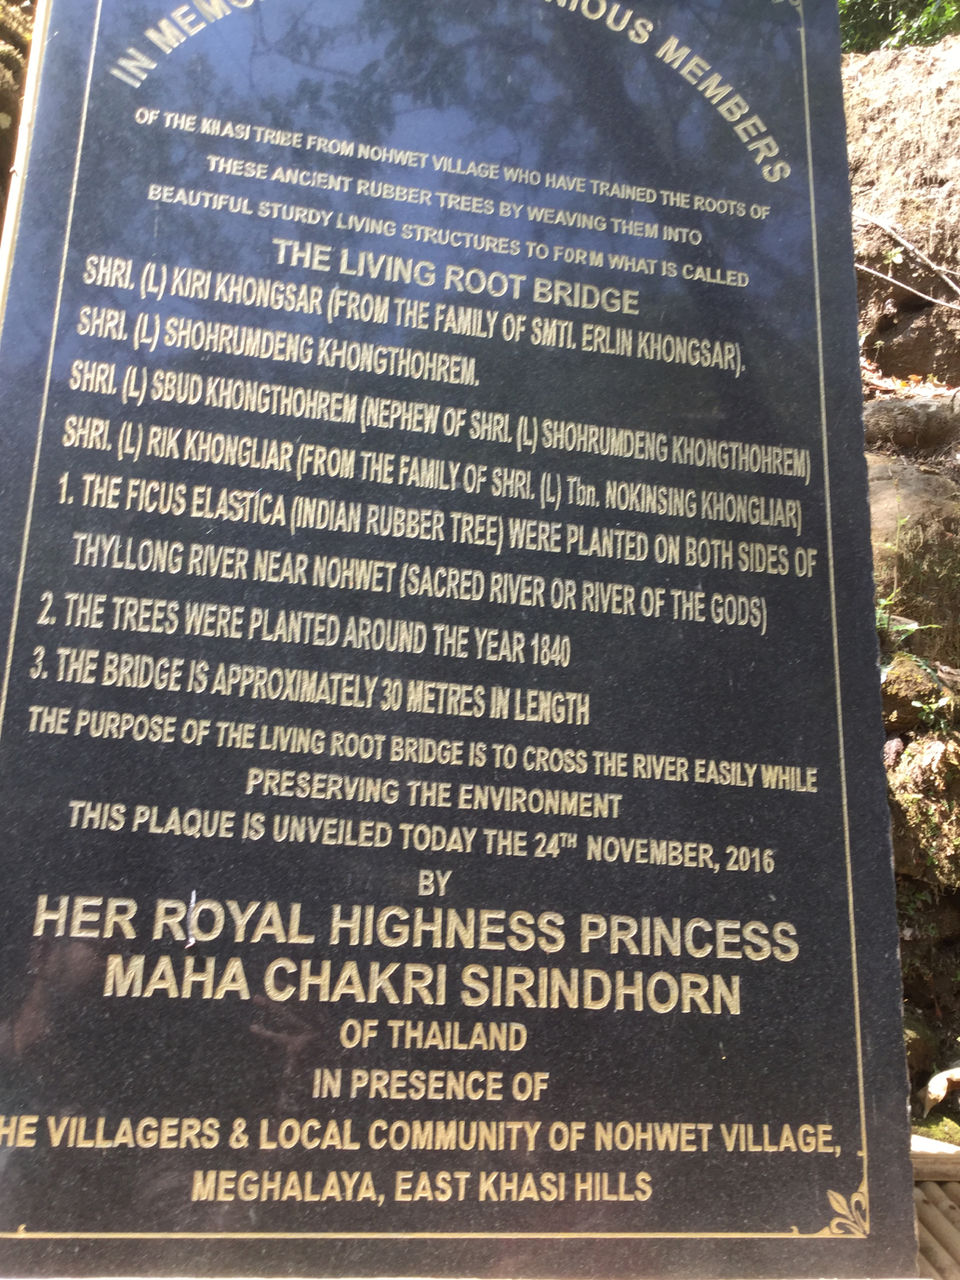 IN MEMBERS
OF THE KHASI TRIBE FROM NOHWET VILLAGE WHO HAVE TRAINED THE ROOTS OF
THESE ANCIENT RUBBER TREES BY WEAVING THEM INTO
BEAUTIFUL STURDY LIVING STRUCTURES TO FORM WHAT IS CALLED
THE LIVING ROOT BRIDGE
SHRI. (L) KIRI KHONGSAR (FROM THE FAMILY OF SMTI. ERLIN KHONGSAR).
SHRI. (L) SHOHRUMDENG KHONGTHOHREM.
SHRI. (L) SBUD KHONGTHOHREM (NEPHEW OF SHRI. (L) SHOHRUMDENG KHONGTHOHREM)
SHRI. (L) RIK KHONGLIAR (FROM THE FAMILY OF SHRI. (L) Tbn. NOKINSING KHONGLIAR)
1. THE FICUS ELASTICA (INDIAN RUBBER TREE) WERE PLANTED ON BOTH SIDES OF
THYLLONG RIVER NEAR NOHWET (SACRED RIVER OR RIVER OF THE GODS)
2. THE TREES WERE PLANTED AROUND THE YEAR 1840
3. THE BRIDGE IS APPROXIMATELY 30 METRES IN LENGTH
THE PURPOSE OF THE LIVING ROOT BRIDGE IS TO CROSS THE RIVER EASILY WHILE
PRESERVING THE ENVIRONMENT
THIS PLAQUE IS UNVEILED TODAY THE 24TH NOVEMBER, 2016
BY
HER ROYAL HIGHNESS PRINCESS
MAHA CHAKRI SIRINDHORN
OF THAILAND
IN PRESENCE OF
HE VILLAGERS & LOCAL COMMUNITY OF NOHWET VILLAGE,
MEGHALAYA, EAST KHASI HILLS